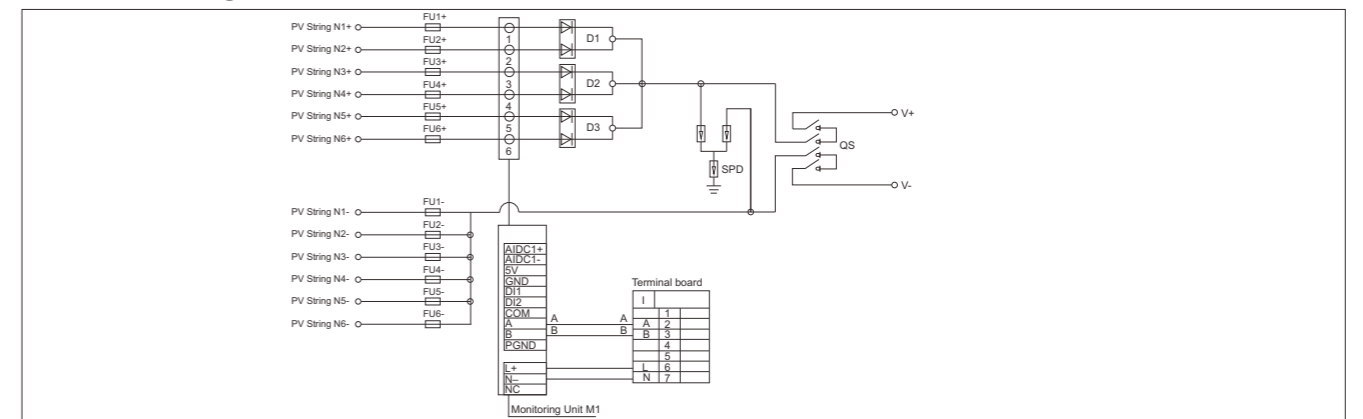 FU1+
PV String N1+
1
D1
FU2+
PV String N2+
2
FU3+
PV String N3+
3
D2
FU4+
PV String N4+
4
FU5+
PV String N5+
5
D3
FU6+
PV String N6+
6
V+
QS
SPD
V-
FU1-
PV String N1-
FU2-
PV String N2-
FU3-
PV String N3-
FU4-
PV String N4-
FU5-
PV String N5-
FU6-
PV String N6-
AIDC1+
AIDC1-
5V
GND
DI1
DI2
COM
A
B
PGND
L+
N–
NC
A
B
A
B
Terminal board
I
1
A 2
B 3
4
5
L 6
N 7
Monitoring Unit M1